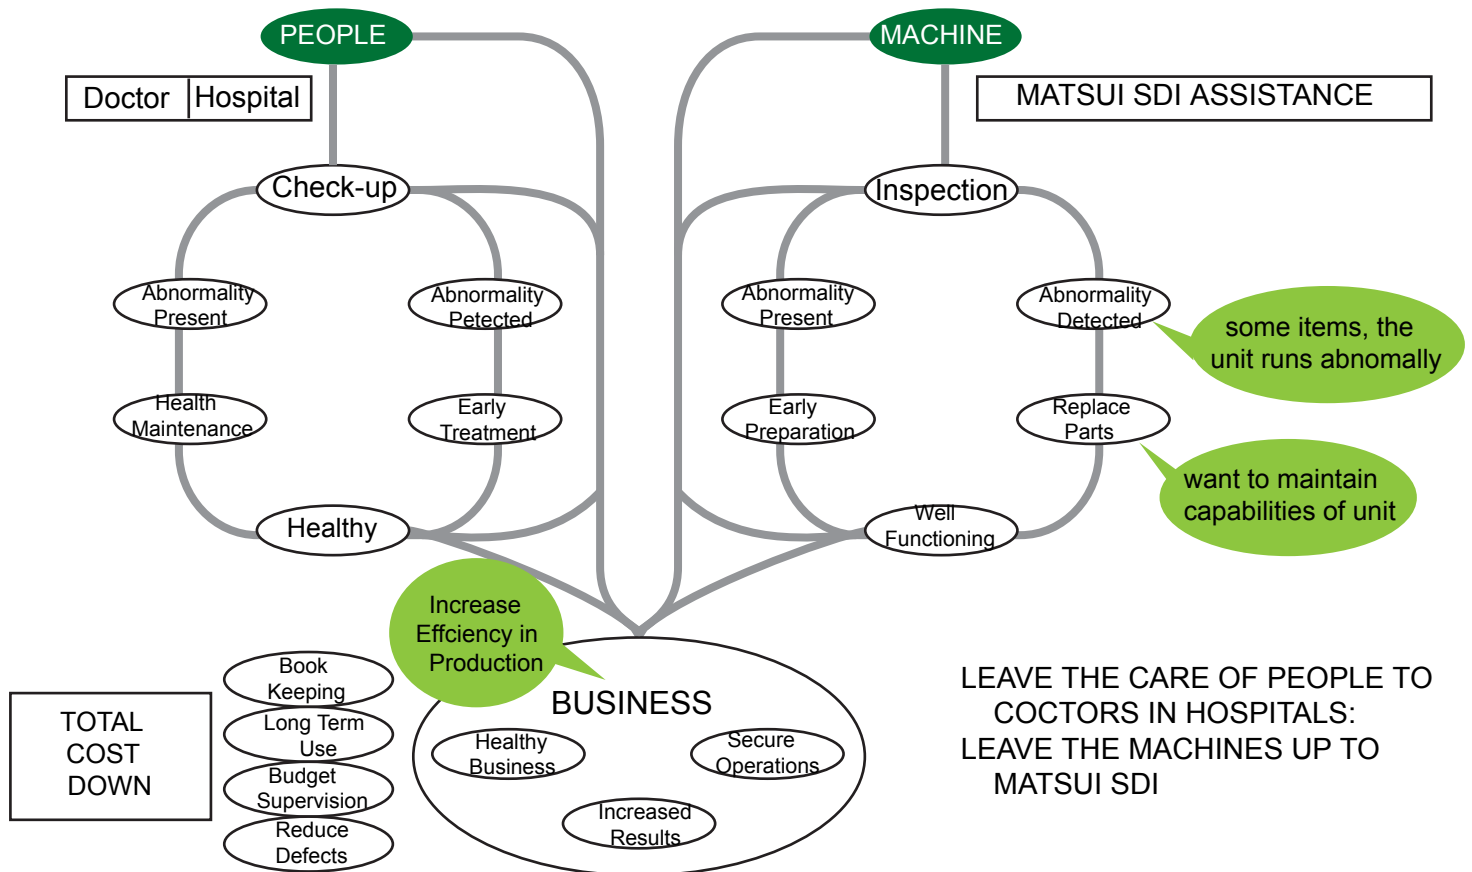 PEOPLE
MACHINE
Doctor Hospital
MATSUI SDI ASSISTANCE
Check-up
Inspection
Abnormality
Present
Abnormality
Petected
Abnormality
Present
Abnormality
Detected
some items, the
unit runs abnomally
Health
Maintenance
Early
Treatment
Early
Preparation
Replace
Parts
want to maintain
capabilities of unit
Healthy
Well
Functioning
Increase
Effciency in
Production
BUSINESS
Healthy
Business
Secure
Operations
Increased
Results
TOTAL
COST
DOWN
Book
Keeping
Long Term
Use
Budget
Supervision
Reduce
Defects
LEAVE THE CARE OF PEOPLE TO
COCTORS IN HOSPITALS:
LEAVE THE MACHINES UP TO
MATSUI SDI